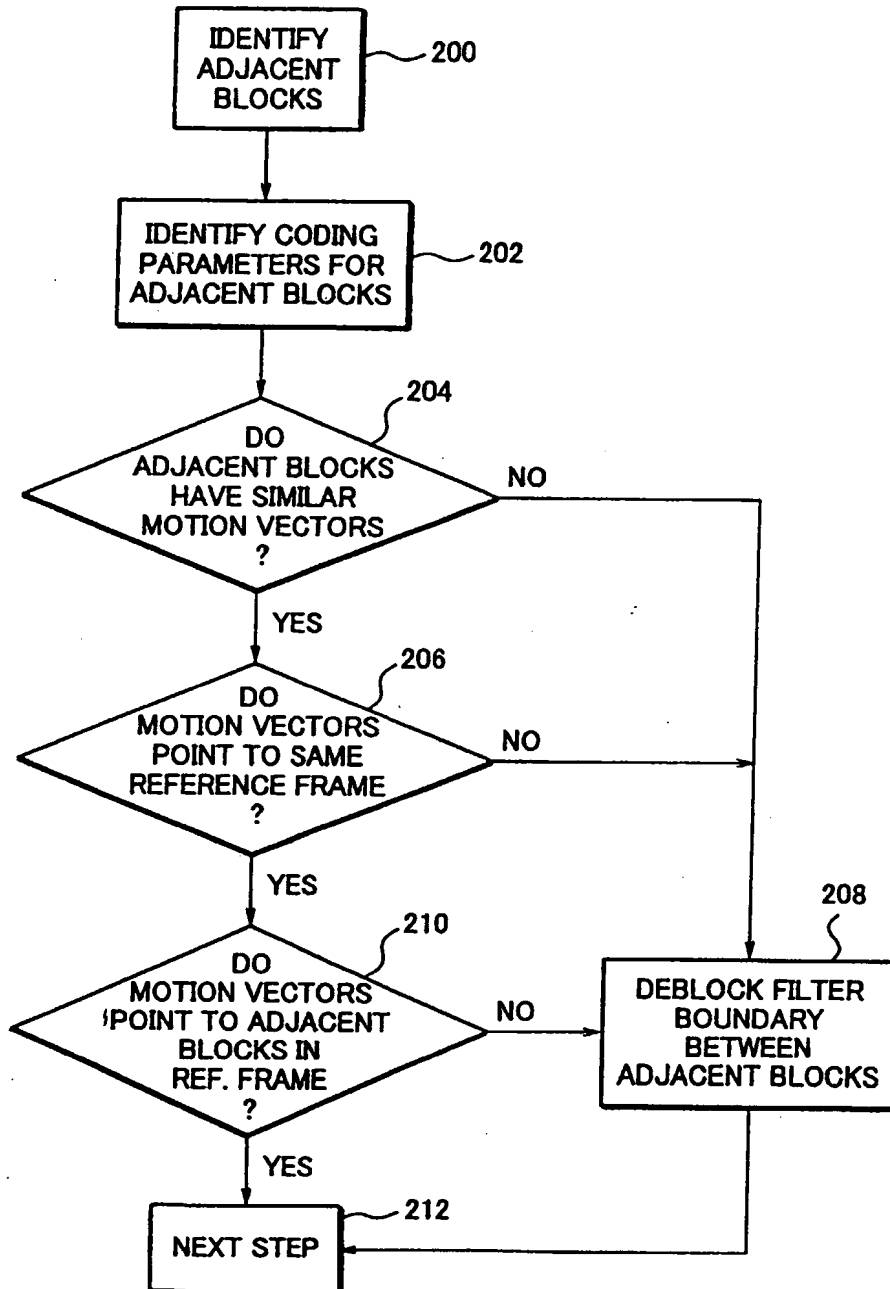 IDENTIFY
ADJACENT
BLOCKS
200
IDENTIFY CODING
PARAMETERS FOR
ADJACENT BLOCKS
202
204
DO
ADJACENT BLOCKS
HAVE SIMILAR
MOTION VECTORS
?
NO
YES
206
DO
MOTION VECTORS
POINT TO SAME
REFERENCE FRAME
?
NO
YES
210
DO
MOTION VECTORS
POINT TO ADJACENT
BLOCKS IN
REF. FRAME
?
NO
YES
208
DEBLOCK FILTER
BOUNDARY
BETWEEN
ADJACENT BLOCKS
212
NEXT STEP